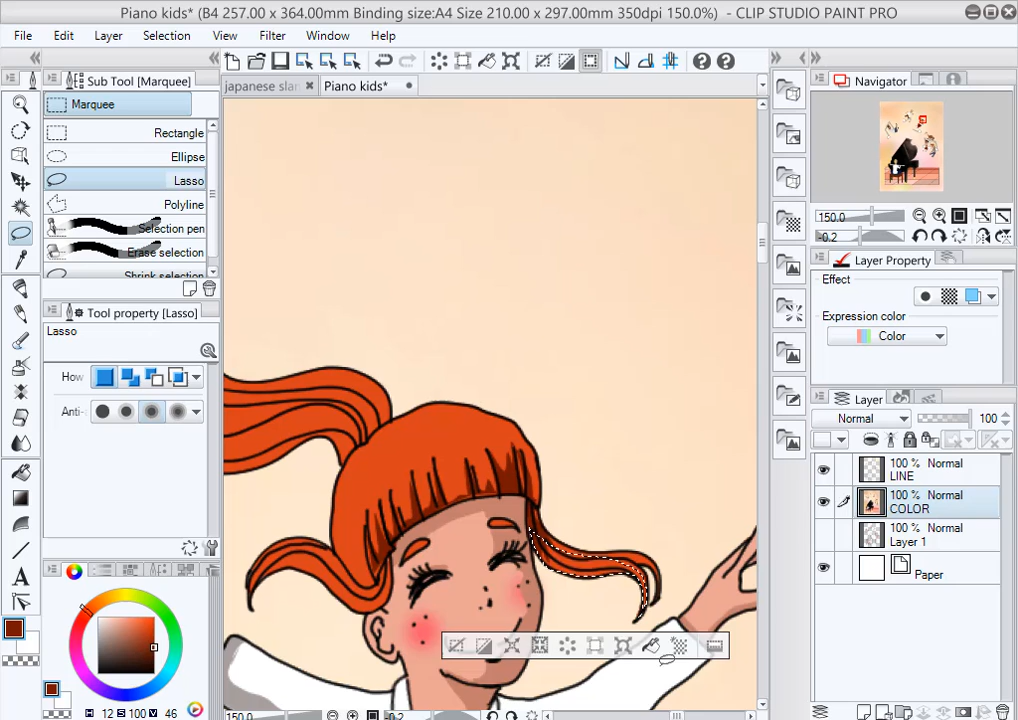 Piano kids* (B4 257.00 x 364.00mm Binding size:A4 Size 210.00 x 297.00mm 350dpi 150.0%) - CLIP STUDIO PAINT PRO
File Edit Layer Selection View Filter Window Help
Sub Tool [Marquee]
japanese slan Piano kids*
Navigator
Marquee
Rectangle
Ellipse
Lasso
Polyline
Selection pen
Erase selection
Shrink selection
150.0
-0.2
Layer Property
Effect
Expression color
Color
Tool property [Lasso]
Lasso
How
Anti-
Layer
Normal 100
100 % Normal
LINE
100 % Normal
COLOR
100 % Normal
Layer 1
Paper
H 12 S 100 V 46
150.0 -0.2